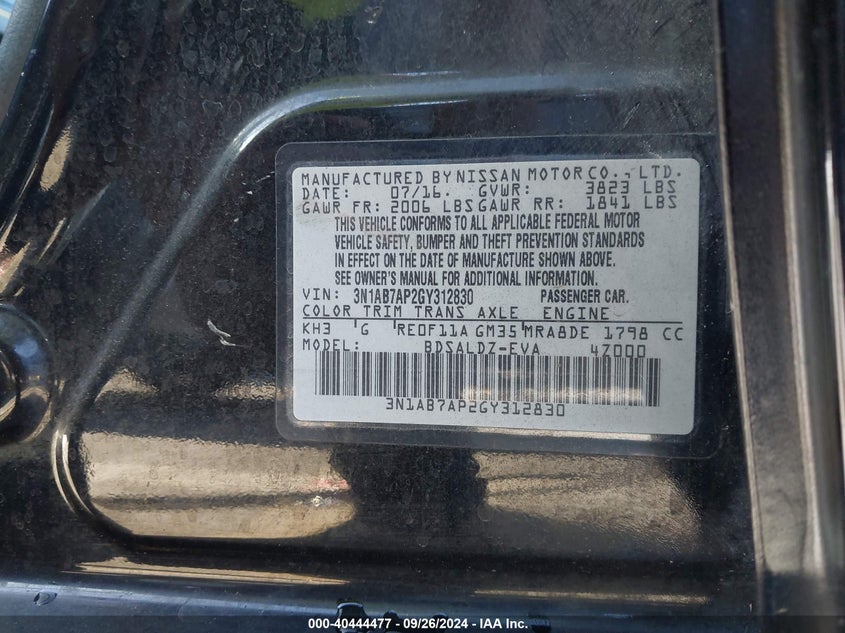 MANUFACTURED BY NISSAN MOTOR CO., LTD.
DATE: 07/16. GVWR: 3823 LBS
GAWR FR: 2006 LBS GAWR RR: 1841 LBS
THIS VEHICLE CONFORMS TO ALL APPLICABLE FEDERAL MOTOR
VEHICLE SAFETY, BUMPER AND THEFT PREVENTION STANDARDS
IN EFFECT ON THE DATE OF MANUFACTURE SHOWN ABOVE.
SEE OWNER'S MANUAL FOR ADDITIONAL INFORMATION.
VIN: 3N1AB7AP2GY312830 PASSENGER CAR.
COLOR TRIM TRANS AXLE ENGINE
KH3 G RE0F11A GM35 MRA8DE 1798 CC
MODEL: BDSALDZ-EVA 4Z000
3N1AB7AP2GY312830
000-40444477 - 09/26/2024 - IAA Inc.